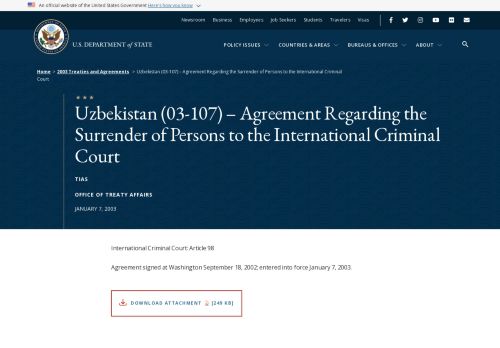 An official website of the United States Government Here's how you know
Newsroom Business Employees Job Seekers Students Travelers Visas
U.S. DEPARTMENT of STATE
POLICY ISSUES COUNTRIES & AREAS BUREAUS & OFFICES ABOUT
Home > 2003 Treaties and Agreements > Uzbekistan (03-107) – Agreement Regarding the Surrender of Persons to the International Criminal
Court
Uzbekistan (03-107) – Agreement Regarding the
Surrender of Persons to the International Criminal
Court
TIAS
OFFICE OF TREATY AFFAIRS
JANUARY 7, 2003
International Criminal Court: Article 98
Agreement signed at Washington September 18, 2002; entered into force January 7, 2003.
DOWNLOAD ATTACHMENT [249 KB]